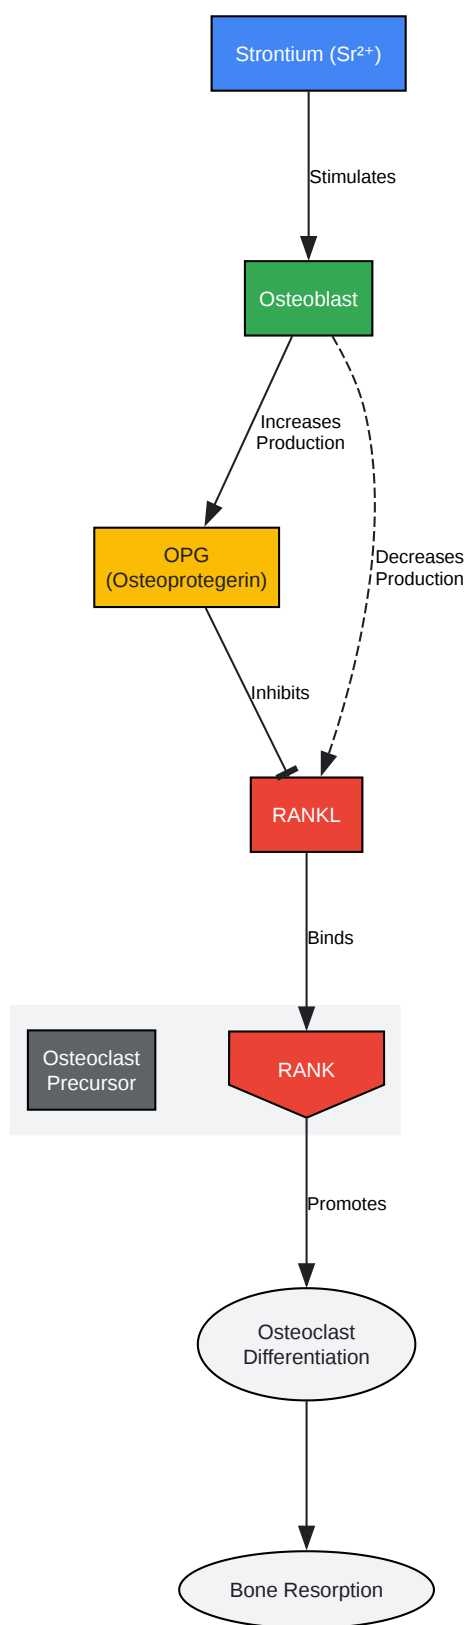 Strontium (Sr²⁺)
Stimulates
Osteoblast
Increases
Production
OPG
(Osteoprotegerin)
Decreases
Production
Inhibits
RANKL
Binds
Osteoclast
Precursor
RANK
Promotes
Osteoclast
Differentiation
Bone Resorption